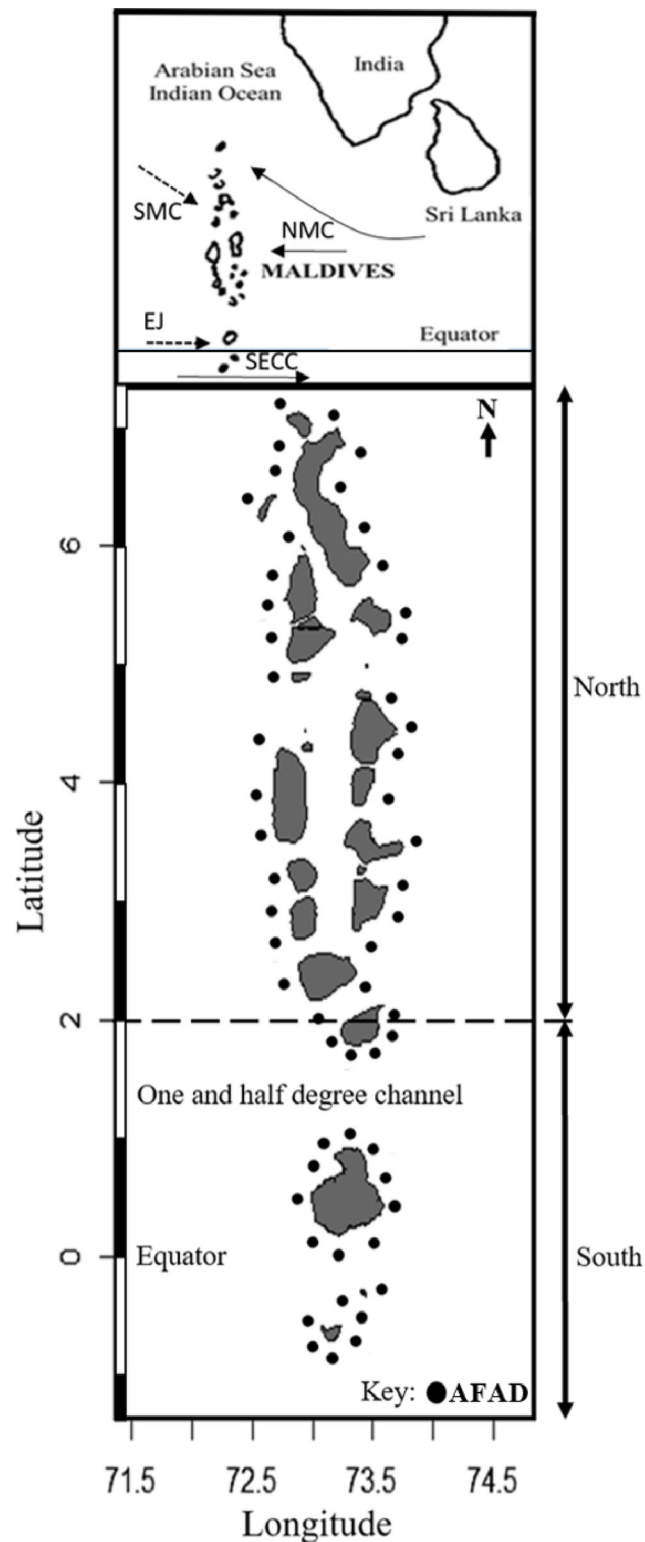 Arabian Sea
Indian Ocean
India
SMC
NMC
Sri Lanka
MALDIVES
EJ
Equator
SECC
N
6
North
4
Latitude
2
One and half degree channel
0
Equator
South
Key: AFAD
71.5 72.5 73.5 74.5
Longitude